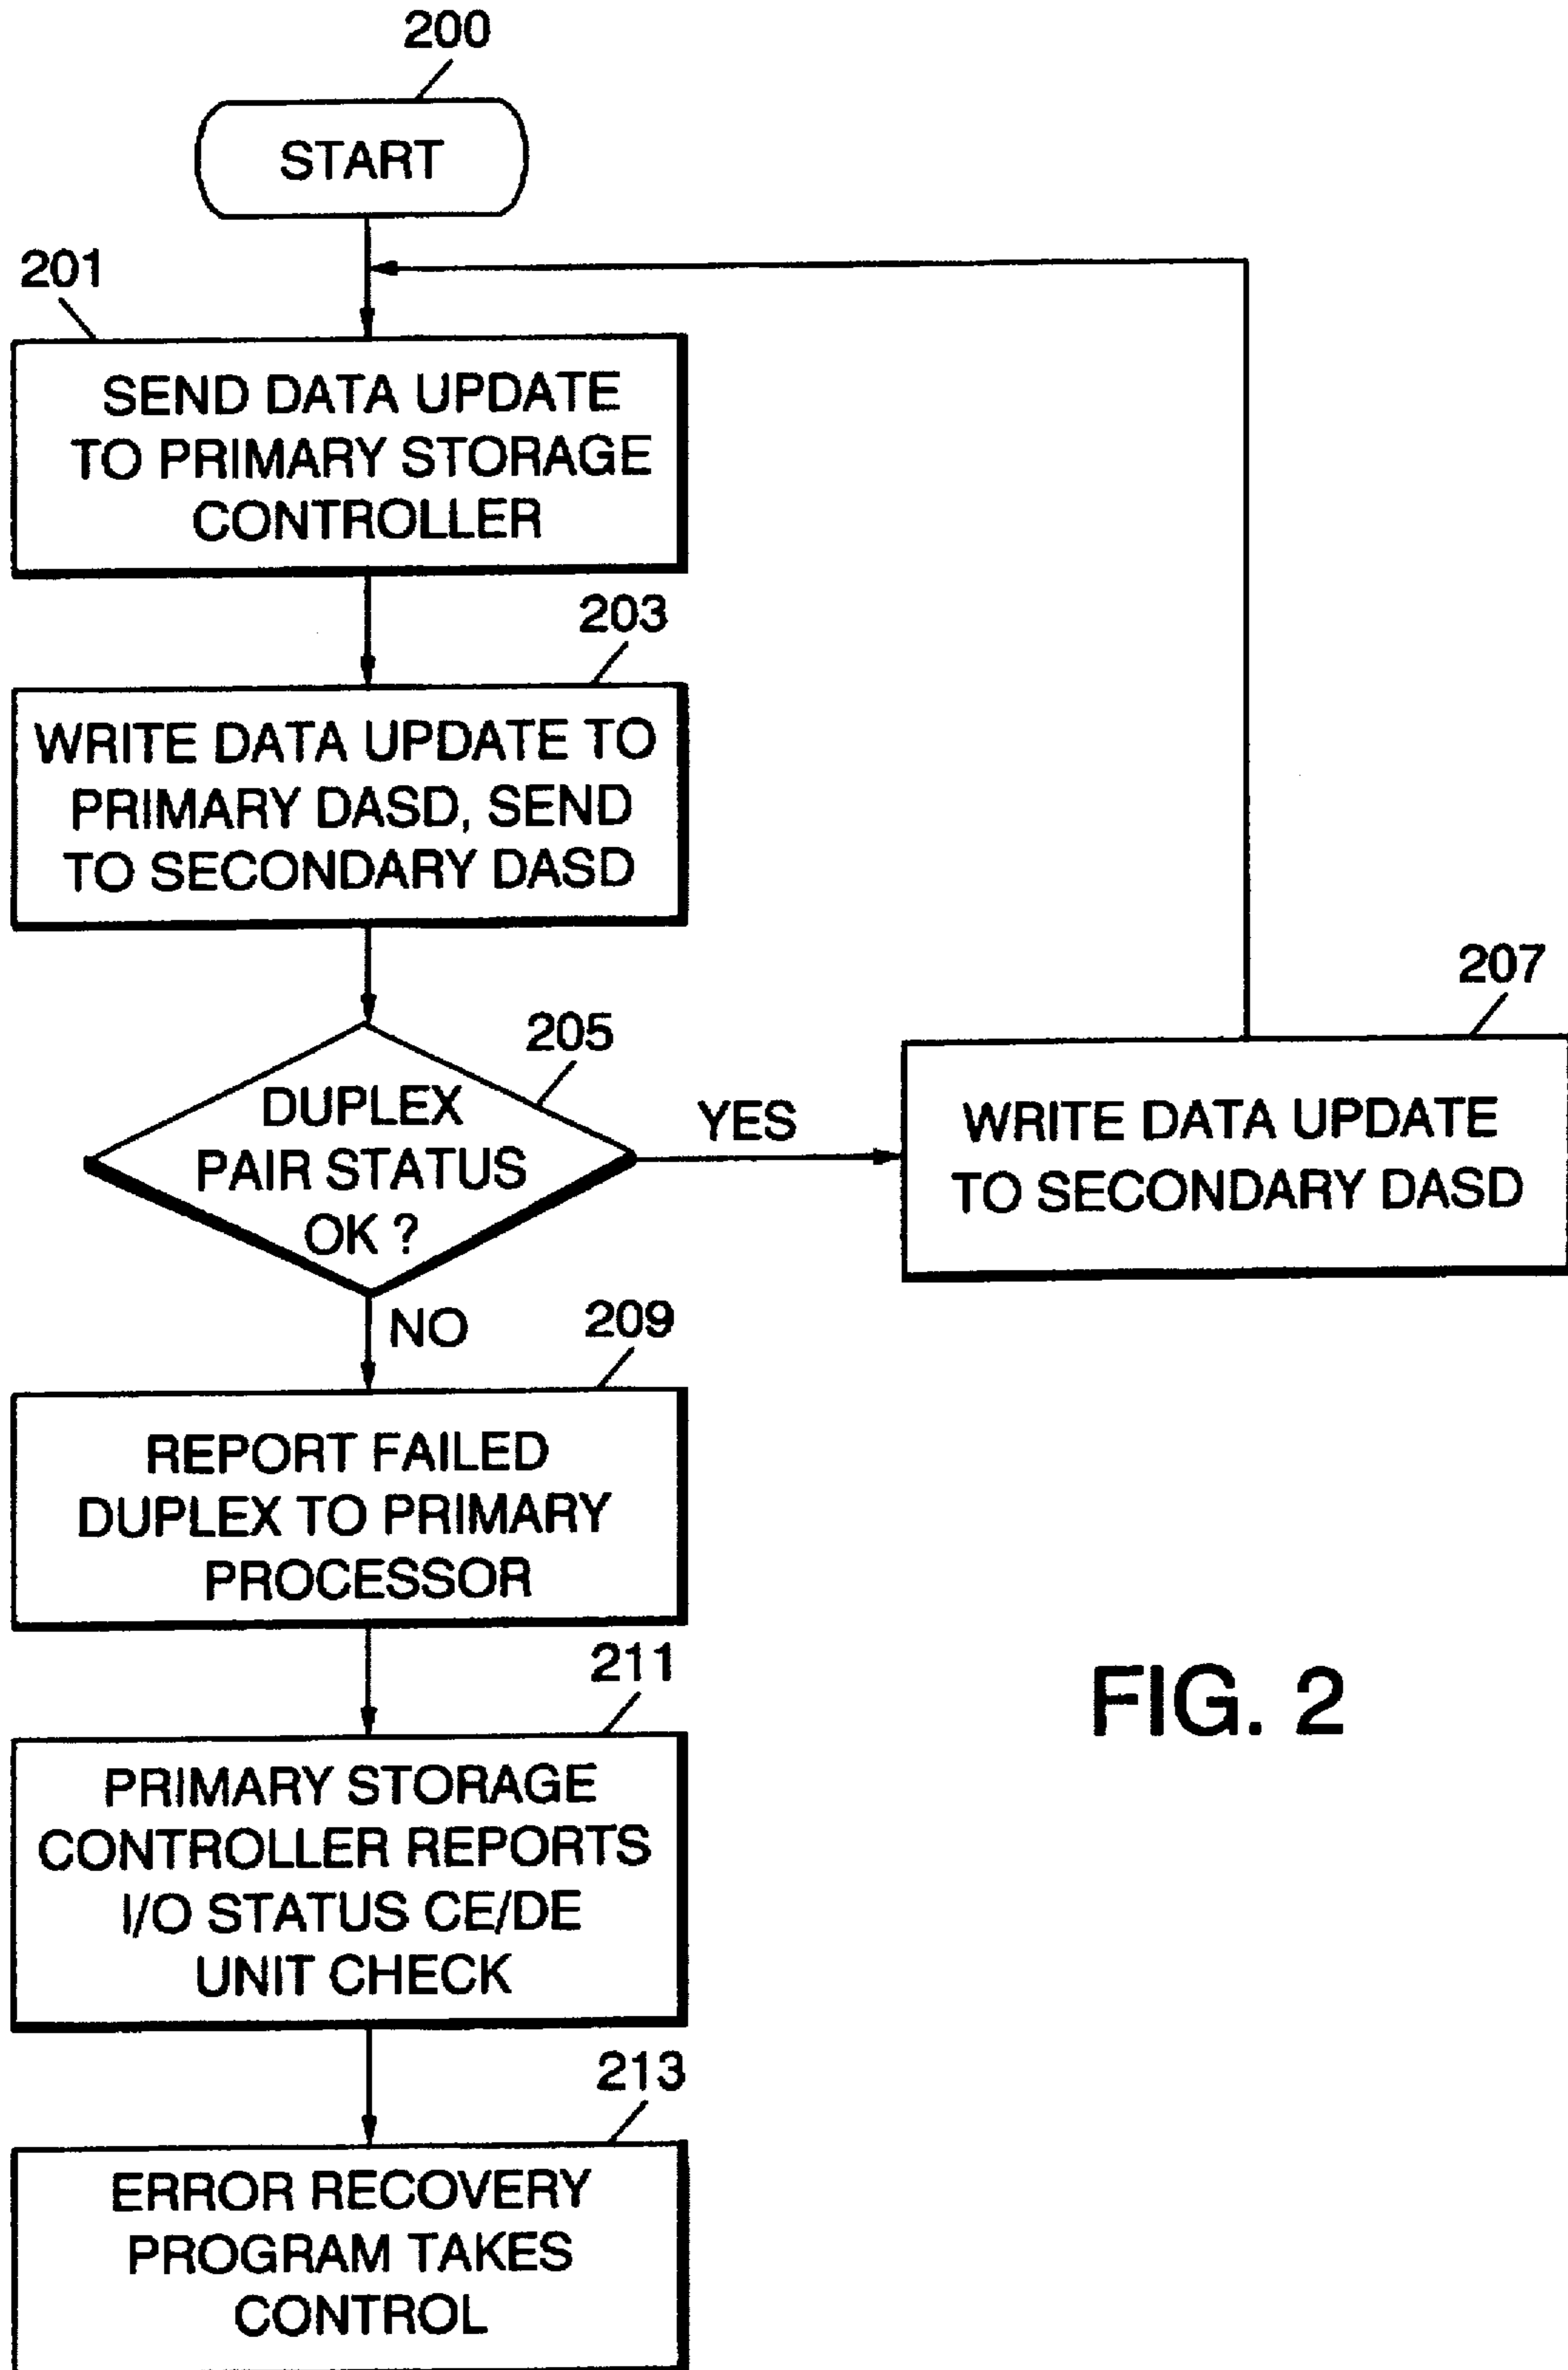 200
START
201
SEND DATA UPDATE
TO PRIMARY STORAGE
CONTROLLER
203
WRITE DATA UPDATE TO
PRIMARY DASD, SEND
TO SECONDARY DASD
205
DUPLEX
PAIR STATUS
OK ?
YES
207
WRITE DATA UPDATE
TO SECONDARY DASD
NO
209
REPORT FAILED
DUPLEX TO PRIMARY
PROCESSOR
211
PRIMARY STORAGE
CONTROLLER REPORTS
I/O STATUS CE/DE
UNIT CHECK
FIG. 2
213
ERROR RECOVERY
PROGRAM TAKES
CONTROL